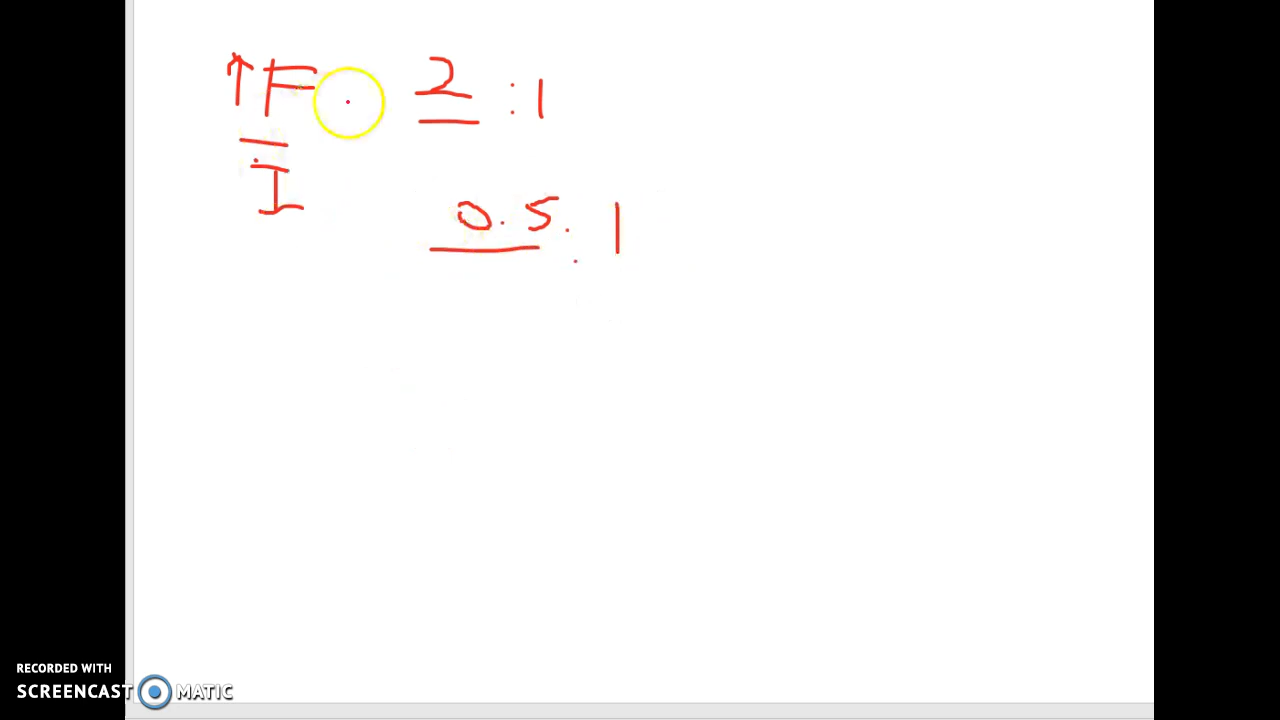 ↑F 2 : 1
I
0.5 : 1
RECORDED WITH
SCREENCAST MATIC